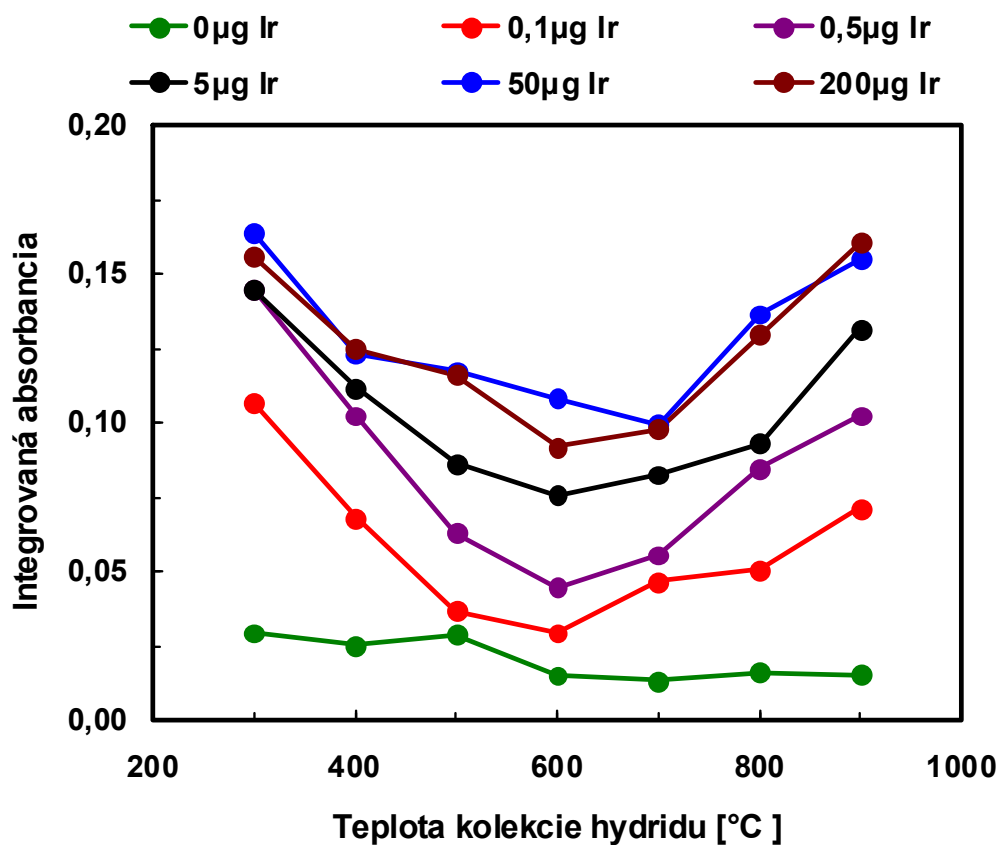 0µg Ir 0,1µg Ir 0,5µg Ir
5µg Ir 50µg Ir 200µg Ir
0,20
0,15
0,10
0,05
0,00
200 400 600 800 1000
Integrovaná absorbancia
Teplota kolekcie hydridu [°C ]